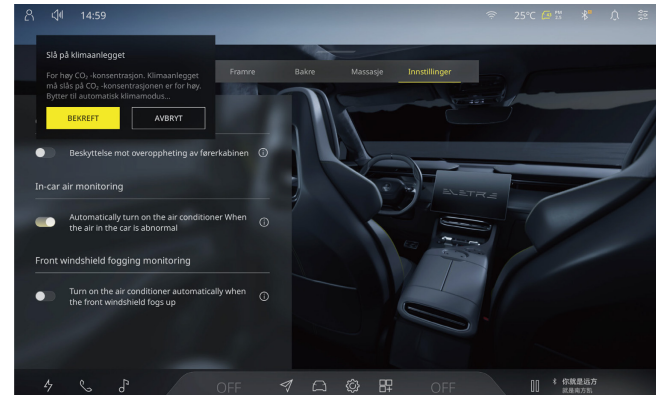 14:59
25°C
Slå på klimaanlegget
For høy CO₂ -konsentrasjon. Klimaanlegget
må slås på CO₂ -konsentrasjonen er for høy.
Bytter til automatisk klimamodus...
BEKREFT AVBRYT
Framre Bakre Massasje Innstillinger
Beskyttelse mot overoppheting av førerkabinen
In-car air monitoring
Automatically turn on the air conditioner When
the air in the car is abnormal
Front windshield fogging monitoring
Turn on the air conditioner automatically when
the front windshield fogs up
ELETRE
OFF OFF
你就是远方